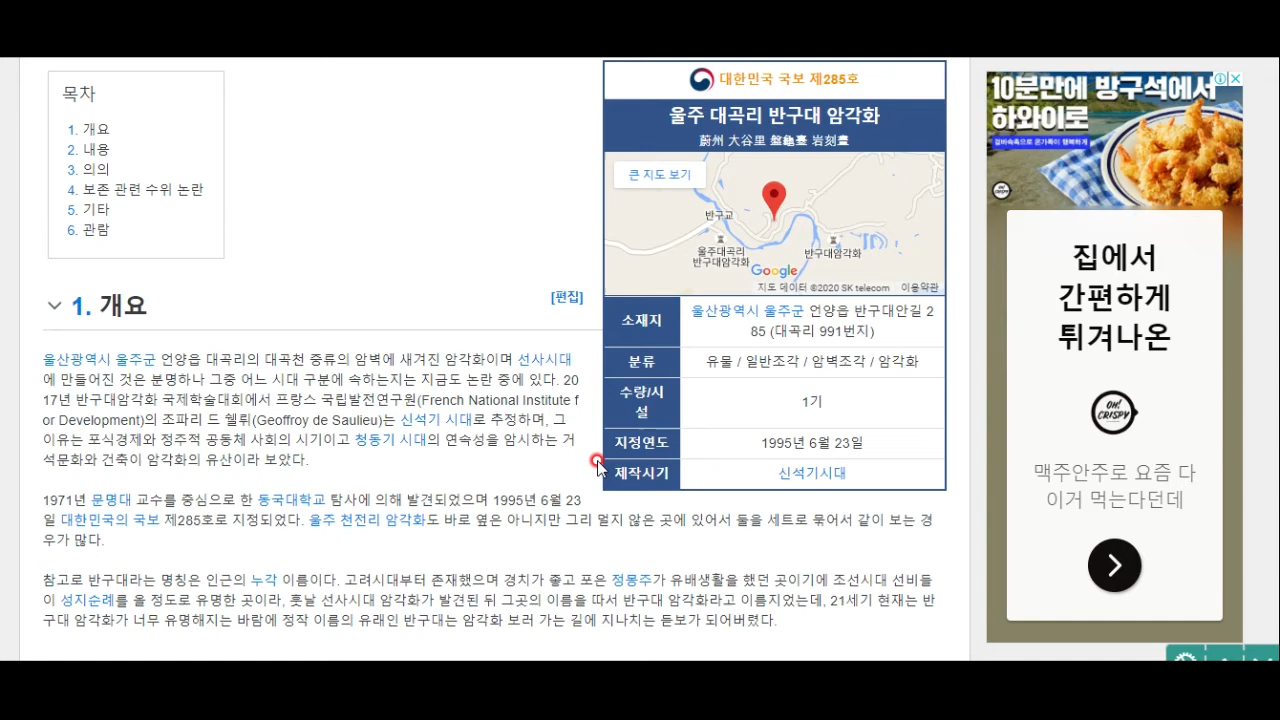 목차
1. 개요
2. 내용
3. 의의
4. 보존 관련 수위 논란
5. 기타
6. 관람
대한민국 국보 제285호
울주 대곡리 반구대 암각화
蔚州 大谷里 盤龜臺 岩刻畫
큰 지도 보기
반구교
울주대곡리
반구대암각화
반구대암각화
Google
지도 데이터 ©2020 SK telecom 이용약관
소재지
울산광역시 울주군 언양읍 반구대안길 2
85 (대곡리 991번지)
분류
유물 / 일반조각 / 암벽조각 / 암각화
수량/시
설
1기
지정연도
1995년 6월 23일
제작시기
신석기시대
1. 개요
[편집]
울산광역시 울주군 언양읍 대곡리의 대곡천 중류의 암벽에 새겨진 암각화이며 선사시대
에 만들어진 것은 분명하나 그중 어느 시대 구분에 속하는지는 지금도 논란 중에 있다. 20
17년 반구대암각화 국제학술대회에서 프랑스 국립발전연구원(French National Institute f
or Development)의 조파리 드 쉘튀(Geoffroy de Saulieu)는 신석기 시대로 추정하며, 그
이유는 포식경제와 정주적 공동체 사회의 시기이고 청동기 시대의 연속성을 암시하는 거
석문화와 건축이 암각화의 유산이라 보았다.
1971년 문명대 교수를 중심으로 한 동국대학교 탐사에 의해 발견되었으며 1995년 6월 23
일 대한민국의 국보 제285호로 지정되었다. 울주 천전리 암각화도 바로 옆은 아니지만 그리 멀지 않은 곳에 있어서 둘을 세트로 묶어서 같이 보는 경
우가 많다.
참고로 반구대라는 명칭은 인근의 누각 이름이다. 고려시대부터 존재했으며 경치가 좋고 포은 정몽주가 유배생활을 했던 곳이기에 조선시대 선비들
이 성지순례를 올 정도로 유명한 곳이라, 훗날 선사시대 암각화가 발견된 뒤 그곳의 이름을 따서 반구대 암각화라고 이름지었는데, 21세기 현재는 반
구대 암각화가 너무 유명해지는 바람에 정작 이름의 유래인 반구대는 암각화 보러 가는 길에 지나치는 듣보가 되어버렸다.
10분만에 방구석에서
하와이로
겉바속촉으로 온가족이 행복하게
집에서
간편하게
튀겨나온
OH!
CRISPY
맥주안주로 요즘 다
이거 먹는다던데